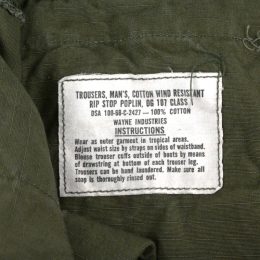 TROUSERS, MAN'S, COTTON WIND RESISTANT
RIP STOP POPLIN, OG 107 CLASS 1
DSA 100-68-C-2427 — 100% COTTON
WAYNE INDUSTRIES
INSTRUCTIONS
Wear as outer garment in tropical areas.
Adjust waist size by straps on sides of waistband.
Blouse trouser cuffs outside of boots by means
of drawstring at bottom of each trouser leg.
Trousers can be hand laundered. Make sure all
soap is thoroughly rinsed out.